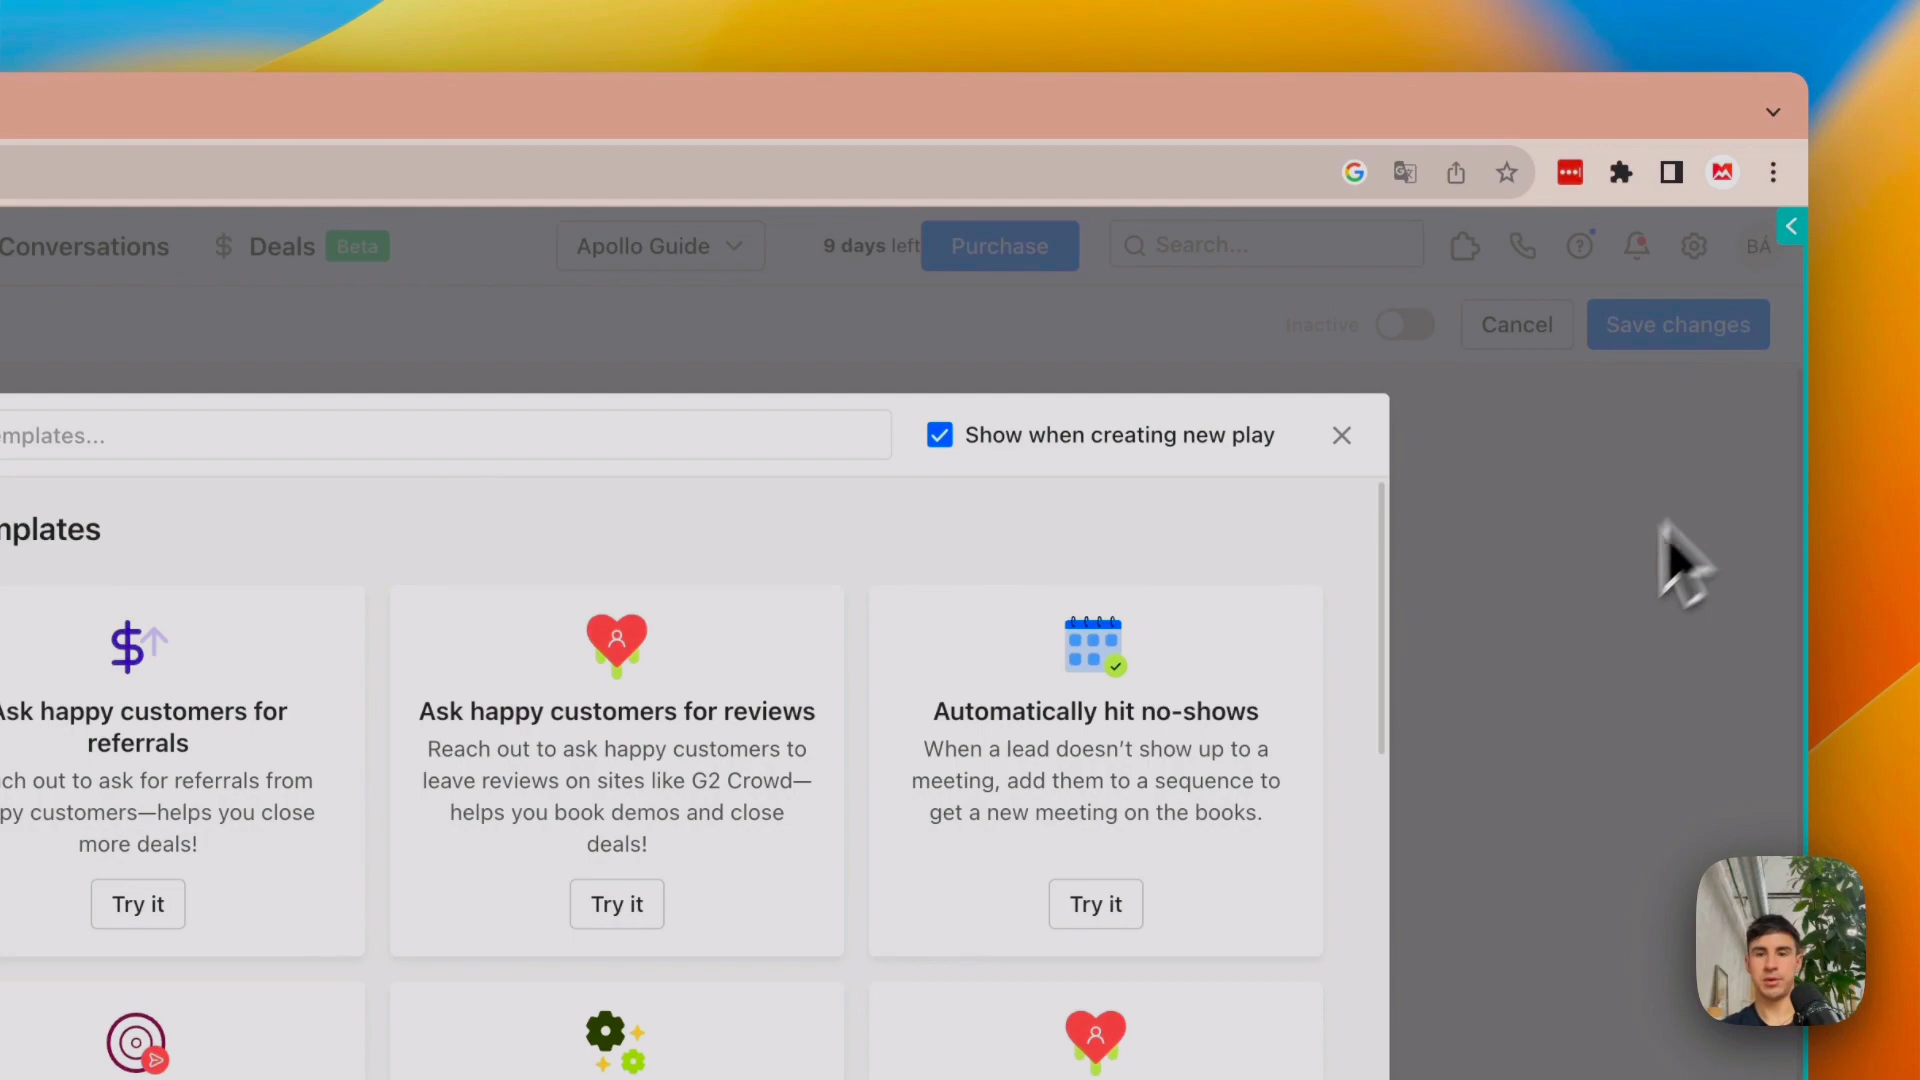 Conversations
$ Deals Beta
Apollo Guide
9 days left
Purchase
Search...
BÁ
Inactive
Cancel
Save changes
emplates...
Show when creating new play
mplates
Ask happy customers for
referrals
ch out to ask for referrals from
py customers—helps you close
more deals!
Try it
Ask happy customers for reviews
Reach out to ask happy customers to
leave reviews on sites like G2 Crowd—
helps you book demos and close
deals!
Try it
Automatically hit no-shows
When a lead doesn’t show up to a
meeting, add them to a sequence to
get a new meeting on the books.
Try it